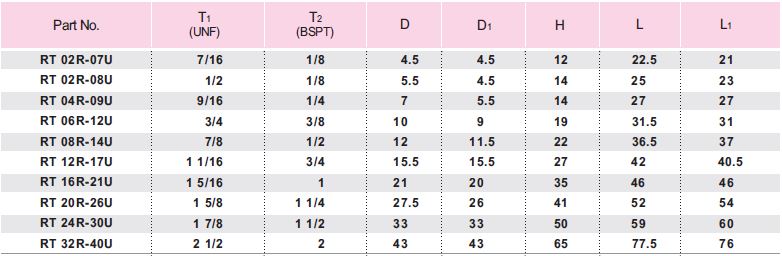 Part No. T1 (UNF) T2 (BSPT) D D1 H L L1
RT 02R-07U 7/16 1/8 4.5 4.5 12 22.5 21
RT 02R-08U 1/2 1/8 5.5 4.5 14 25 23
RT 04R-09U 9/16 1/4 7 5.5 14 27 27
RT 06R-12U 3/4 3/8 10 9 19 31.5 31
RT 08R-14U 7/8 1/2 12 11.5 22 36.5 37
RT 12R-17U 1 1/16 3/4 15.5 15.5 27 42 40.5
RT 16R-21U 1 5/16 1 21 20 35 46 46
RT 20R-26U 1 5/8 1 1/4 27.5 26 41 52 54
RT 24R-30U 1 7/8 1 1/2 33 33 50 59 60
RT 32R-40U 2 1/2 2 43 43 65 77.5 76